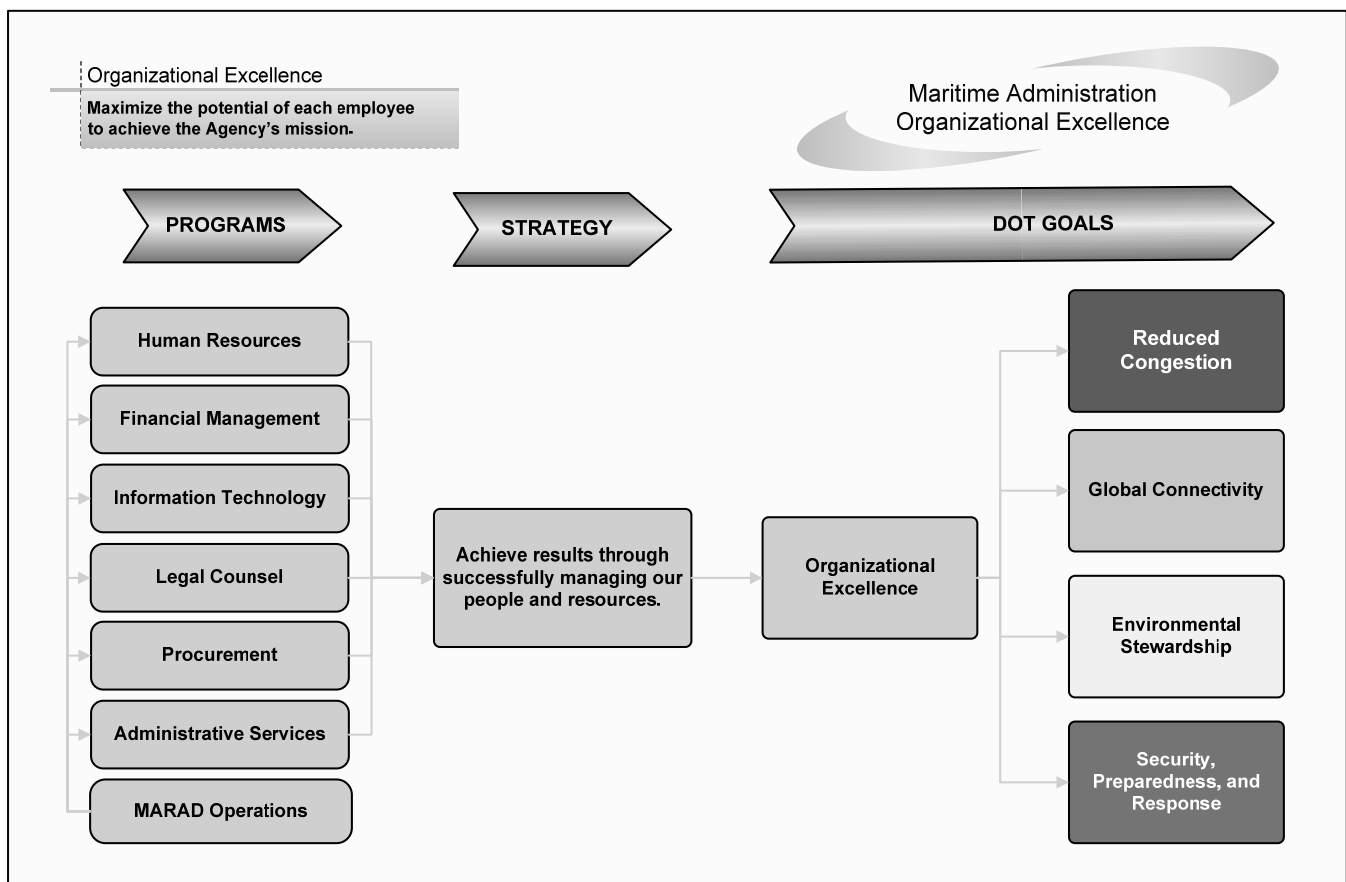 Organizational Excellence
Maximize the potential of each employee
to achieve the Agency's mission.
Maritime Administration
Organizational Excellence
PROGRAMS
STRATEGY
DOT GOALS
Human Resources
Financial Management
Information Technology
Legal Counsel
Procurement
Administrative Services
MARAD Operations
Achieve results through
successfully managing our
people and resources.
Organizational
Excellence
Reduced
Congestion
Global Connectivity
Environmental
Stewardship
Security,
Preparedness, and
Response